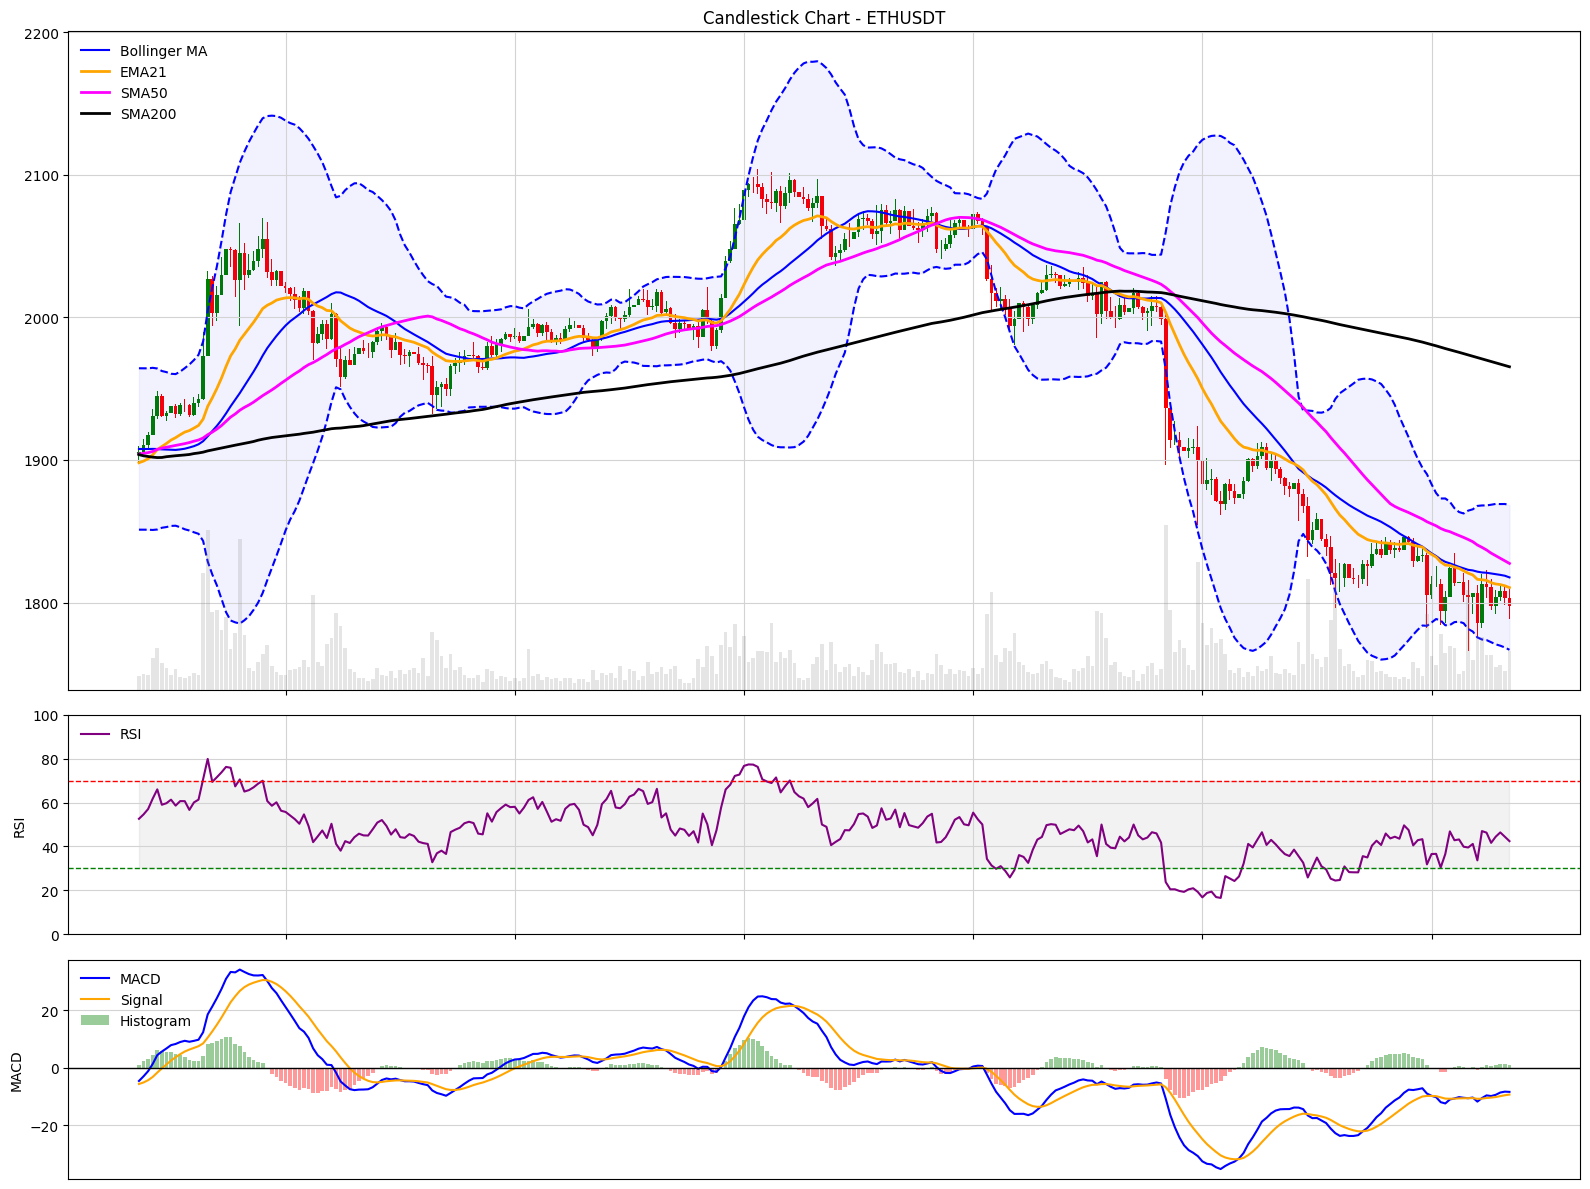 Candlestick Chart - ETHUSDT
2200
2100
2000
1900
1800
Bollinger MA
EMA21
SMA50
SMA200
100
80
60
40
20
0
RSI
RSI
20
0
−20
MACD
MACD
Signal
Histogram